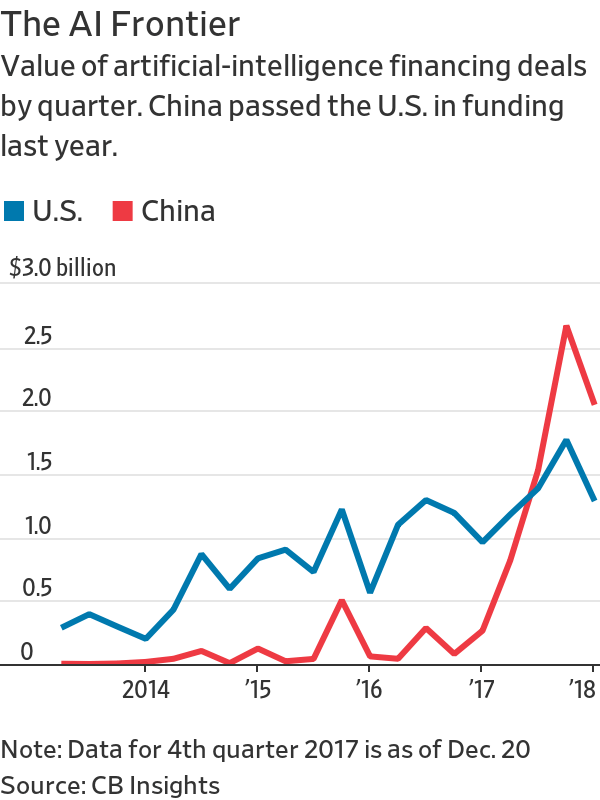 The AI Frontier
Value of artificial-intelligence financing deals
by quarter. China passed the U.S. in funding
last year.
U.S. China
$3.0 billion
2.5
2.0
1.5
1.0
0.5
0
2014 ’15 ’16 ’17 ’18
Note: Data for 4th quarter 2017 is as of Dec. 20
Source: CB Insights